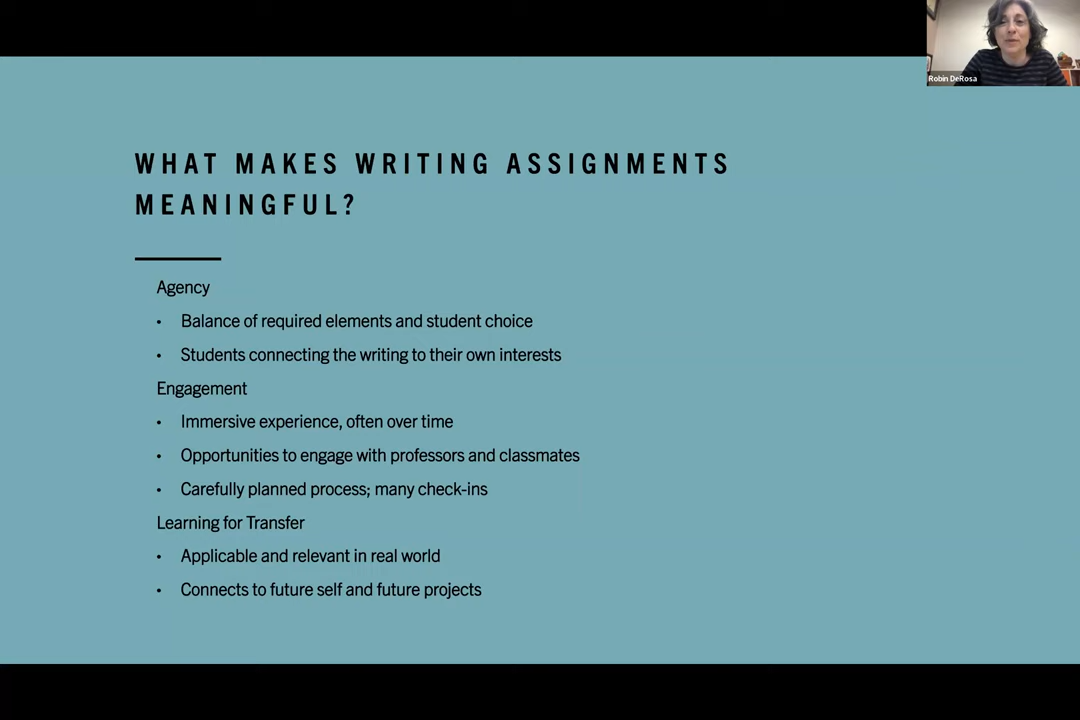 Robin DeRosa
WHAT MAKES WRITING ASSIGNMENTS
MEANINGFUL?
Agency
• Balance of required elements and student choice
• Students connecting the writing to their own interests
Engagement
• Immersive experience, often over time
• Opportunities to engage with professors and classmates
• Carefully planned process; many check-ins
Learning for Transfer
• Applicable and relevant in real world
• Connects to future self and future projects